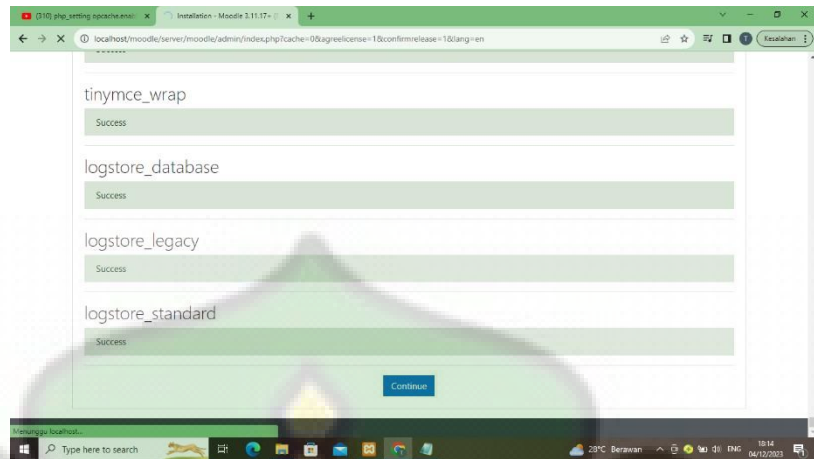 (310) php_setting opcache.enabl
Installation - Moodle 3.11.17+ (
localhost/moodle/server/moodle/admin/index.php?cache=0&agreelicense=1&confirmrelease=1&lang=en
Kesalahan
Success
tinymce_wrap
Success
logstore_database
Success
logstore_legacy
Success
logstore_standard
Success
Continue
Menunggu localhost...
Type here to search
28°C Berawan
ENG
18:14
04/12/2023